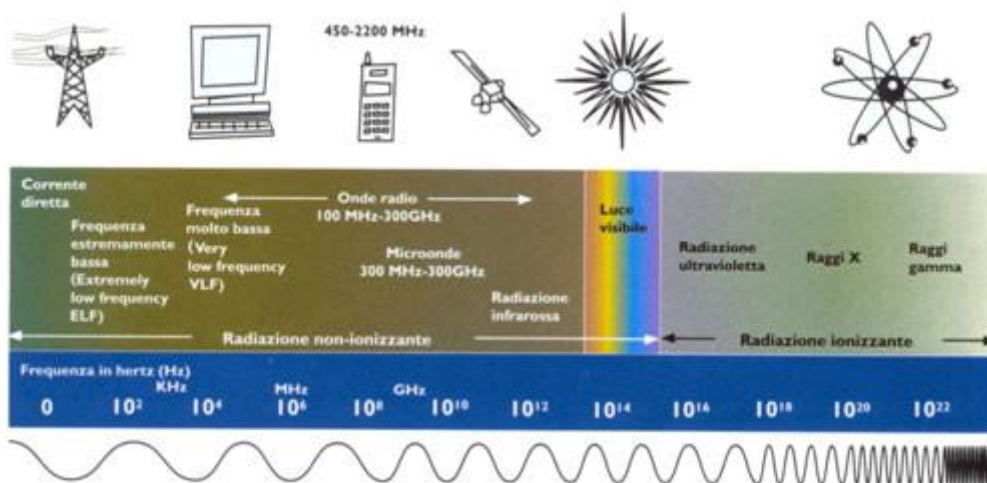 450-2200 MHz
Corrente
diretta
Frequenza
estremamente
bassa
(Extremely
low frequency
ELF)
Frequenza
molto bassa
(Very
low frequency
VLF)
Onde radio
100 MHz-300GHz
Microonde
300 MHz-300GHz
Radiazione
infrarossa
Luce
visibile
Radiazione
ultravioletta
Raggi X
Raggi
gamma
Radiazione non-ionizzante
Radiazione ionizzante
Frequenza in hertz (Hz)
KHz MHz GHz
0 10² 10⁴ 10⁶ 10⁸ 10¹⁰ 10¹² 10¹⁴ 10¹⁶ 10¹⁸ 10²⁰ 10²²